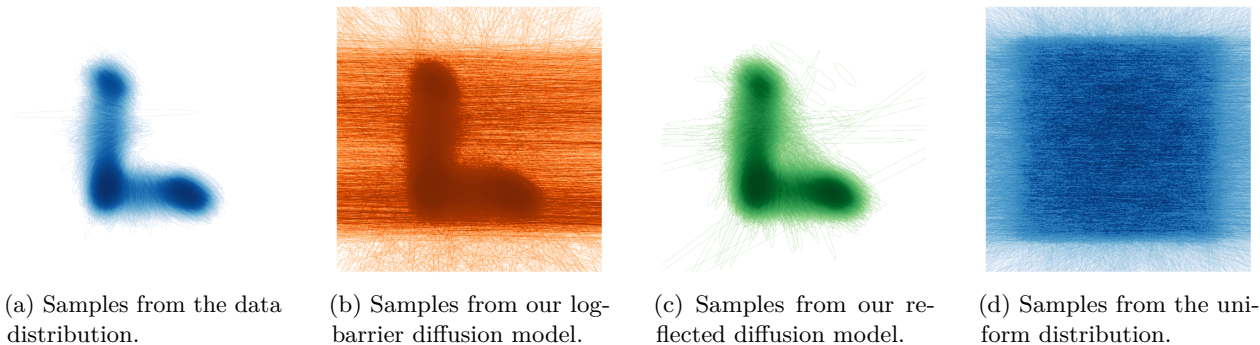 (a) Samples from the data
distribution.
(b) Samples from our log-
barrier diffusion model.
(c) Samples from our re-
flected diffusion model.
(d) Samples from the uni-
form distribution.